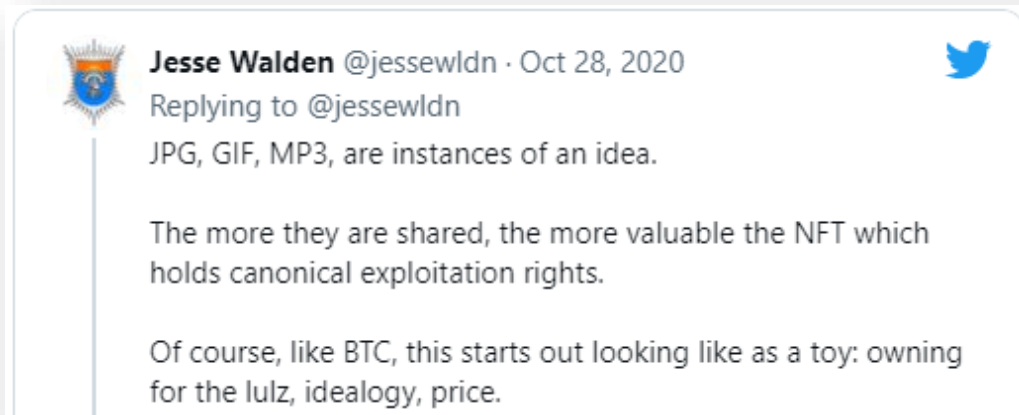 Jesse Walden @jessewldn · Oct 28, 2020
Replying to @jessewldn
JPG, GIF, MP3, are instances of an idea.
The more they are shared, the more valuable the NFT which
holds canonical exploitation rights.
Of course, like BTC, this starts out looking like as a toy: owning
for the lulz, idealogy, price.